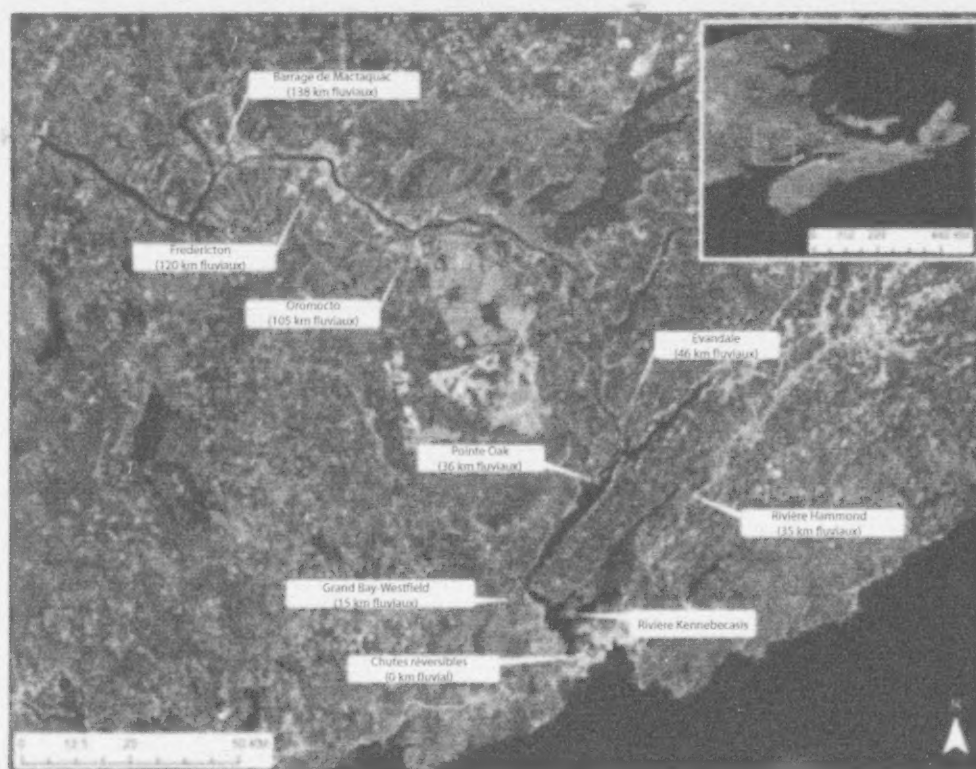 Barrage de Mactaquac
(138 km fluviaux)
Fredericton
(120 km fluviaux)
Oromocto
(105 km fluviaux)
Evandale
(46 km fluviaux)
Pointe Oak
(36 km fluviaux)
Rivière Hammond
(35 km fluviaux)
Grand Bay-Westfield
(15 km fluviaux)
Rivière Kennebecasis
Chutes réversibles
(0 km fluvial)
N